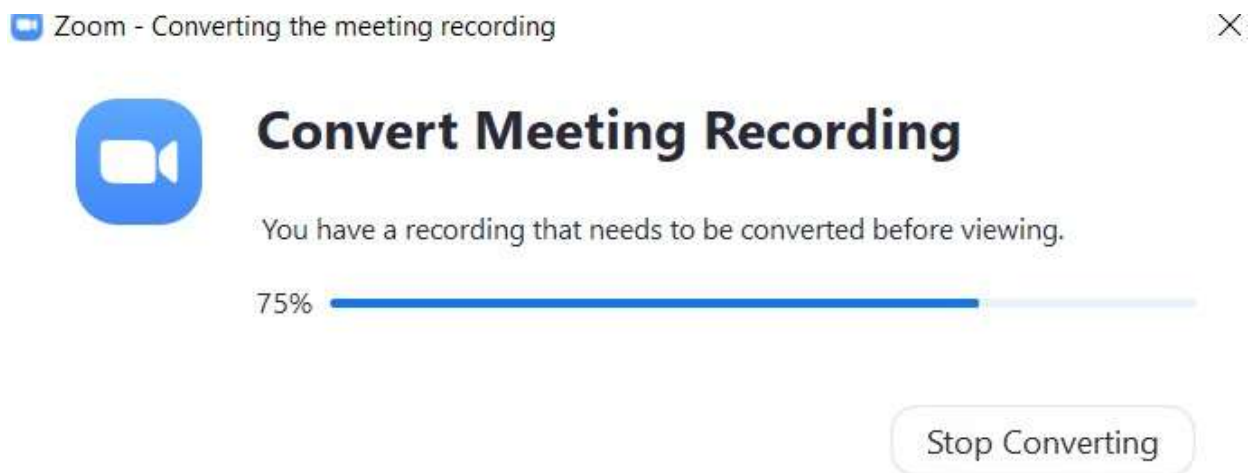 Zoom - Converting the meeting recording
Convert Meeting Recording
You have a recording that needs to be converted before viewing.
75%
Stop Converting